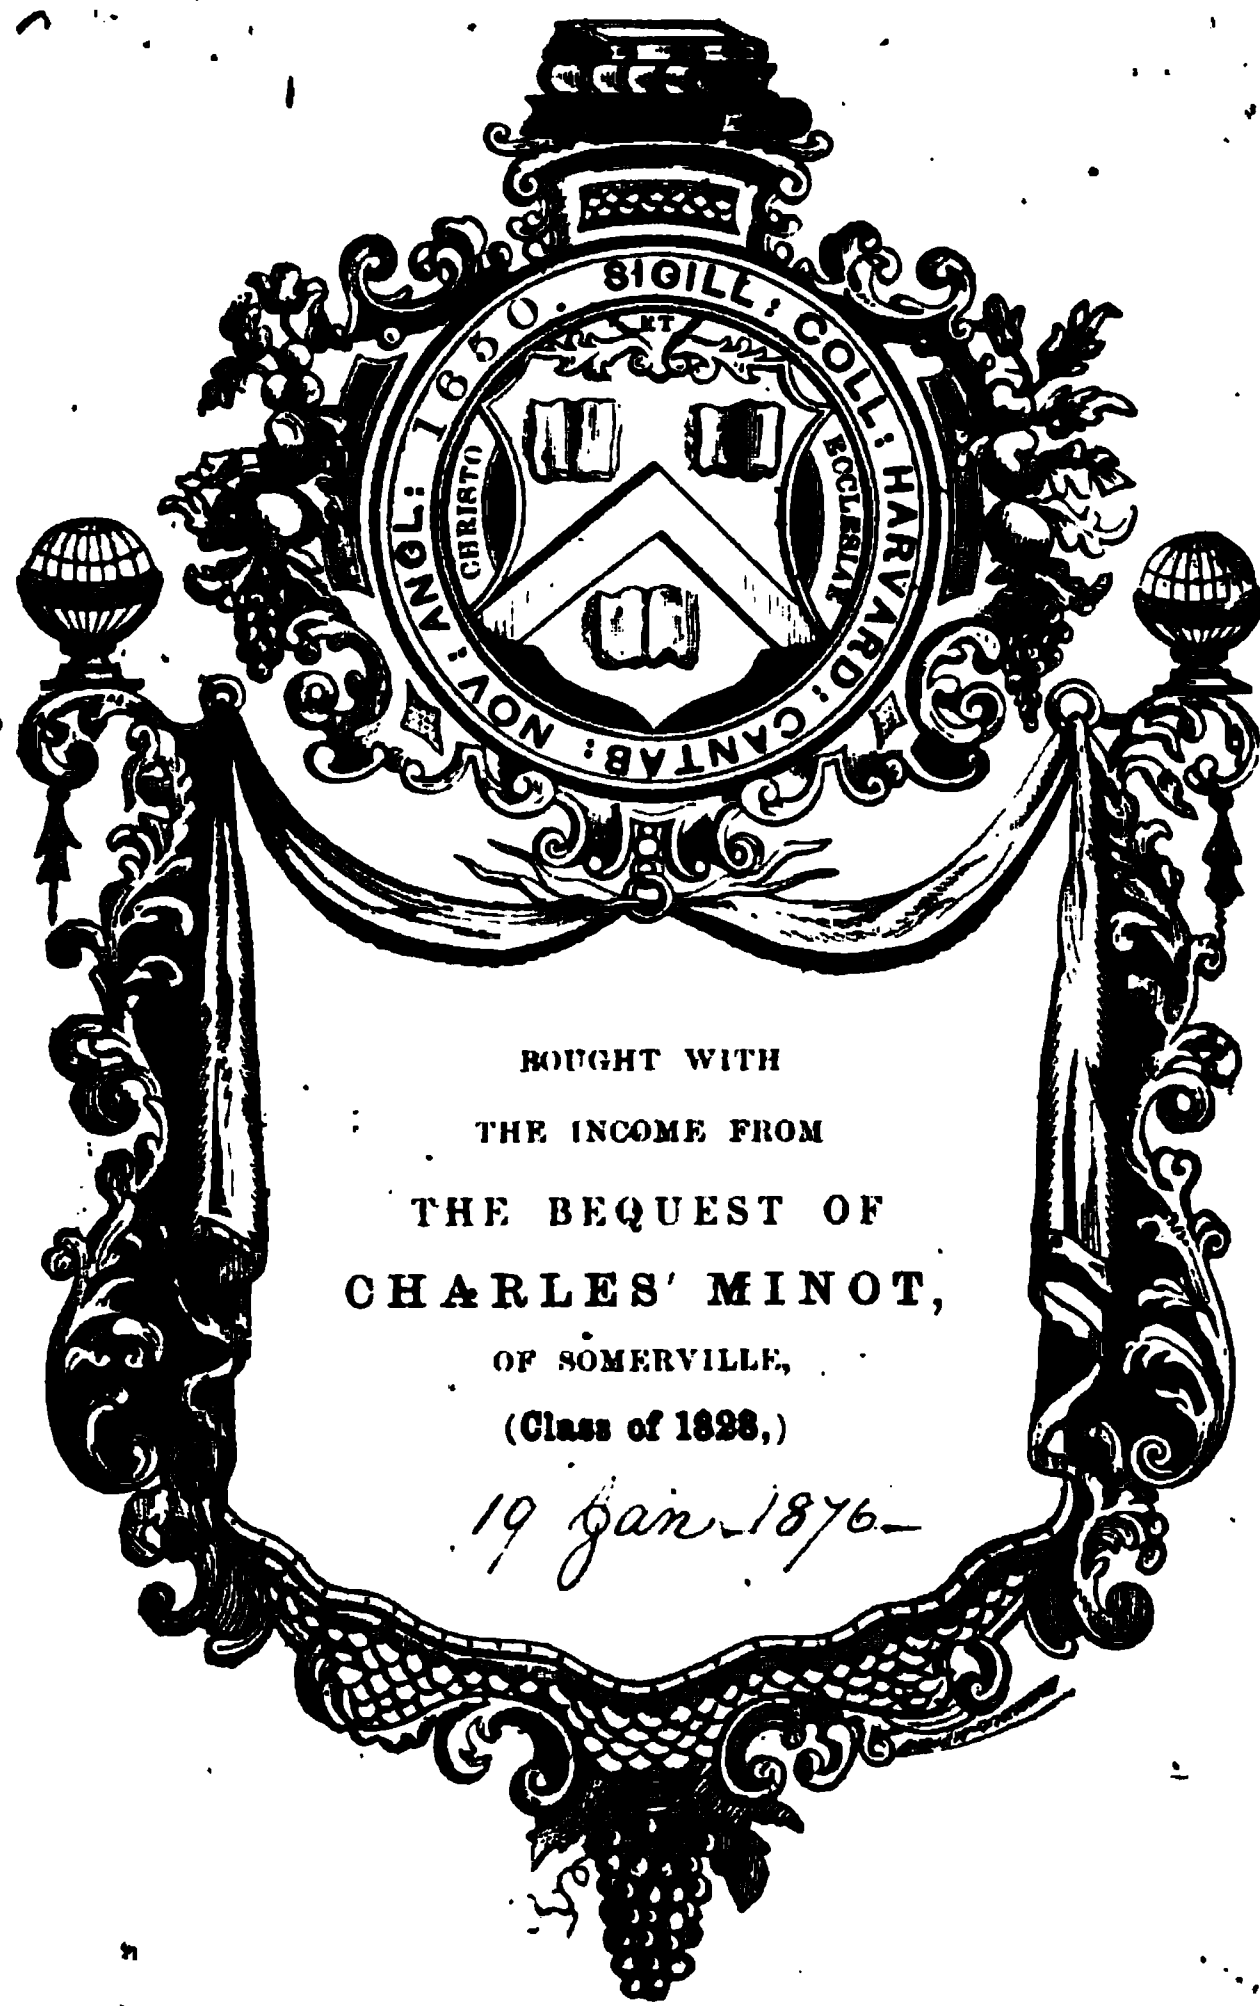 SIGILL: COLL: HARVARD: CANTAB: NOV: ANGL: 1650.
CHRISTO
ET
ECCLESIAE
BOUGHT WITH
THE INCOME FROM
THE BEQUEST OF
CHARLES' MINOT,
OF SOMERVILLE,
(Class of 1828,)
19 Jan. 1876—